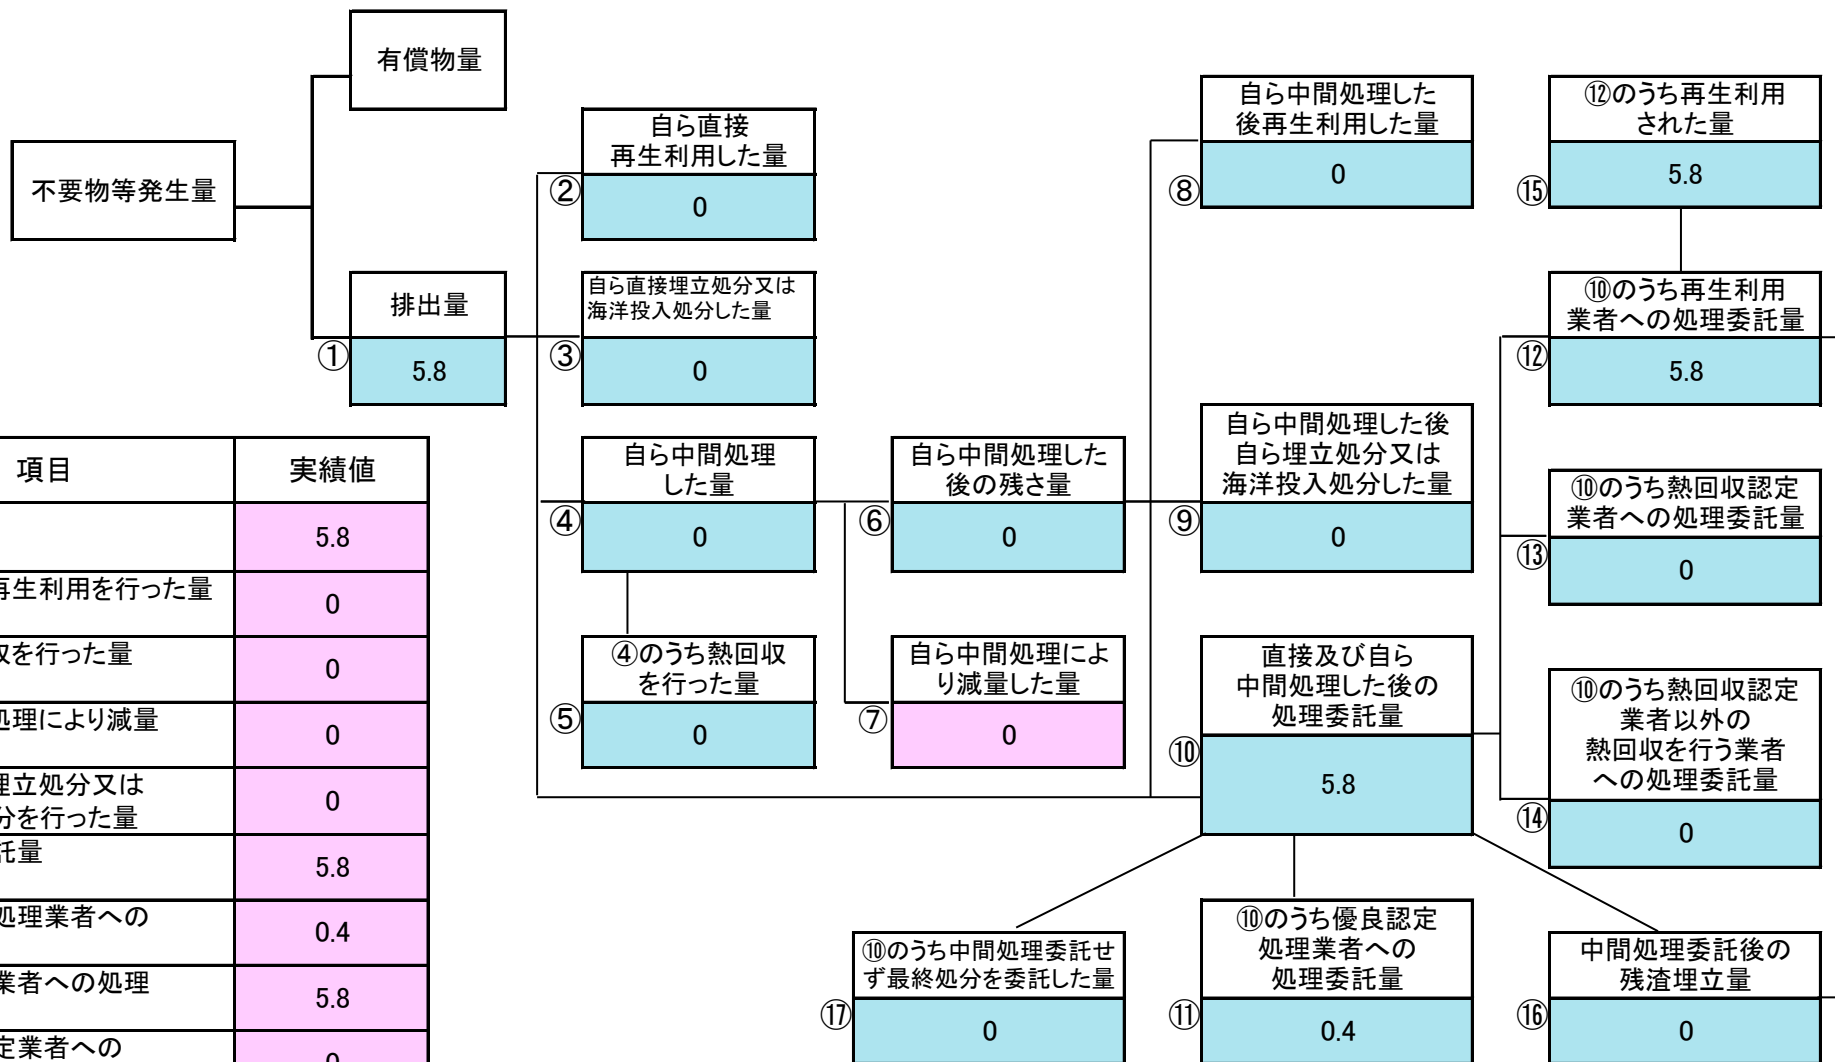 有償物量
不要物等発生量
排出量
①
5.8
自ら直接
再生利用した量
②
0
自ら直接埋立処分又は
海洋投入処分した量
③
0
自ら中間処理
した量
④
0
④のうち熱回収
を行った量
⑤
0
自ら中間処理した
後の残さ量
⑥
0
自ら中間処理によ
り減量した量
⑦
0
自ら中間処理した
後再生利用した量
⑧
0
自ら中間処理した後
自ら埋立処分又は
海洋投入処分した量
⑨
0
直接及び自ら
中間処理した後の
処理委託量
⑩
5.8
⑩のうち優良認定
処理業者への
処理委託量
⑪
0.4
⑫のうち再生利用
された量
⑮
5.8
⑩のうち再生利用
業者への処理委託量
⑫
5.8
⑩のうち熱回収認定
業者への処理委託量
⑬
0
⑩のうち熱回収認定
業者以外の
熱回収を行う業者
への処理委託量
⑭
0
中間処理委託後の
残渣埋立量
⑯
0
⑩のうち中間処理委託せ
ず最終処分を委託した量
⑰
0
項目 実績値
5.8
再生利用を行った量
0
を行った量
0
処理により減量
0
埋立処分又は
分を行った量
0
託量
5.8
処理業者への
0.4
業者への処理
5.8
定業者への
0